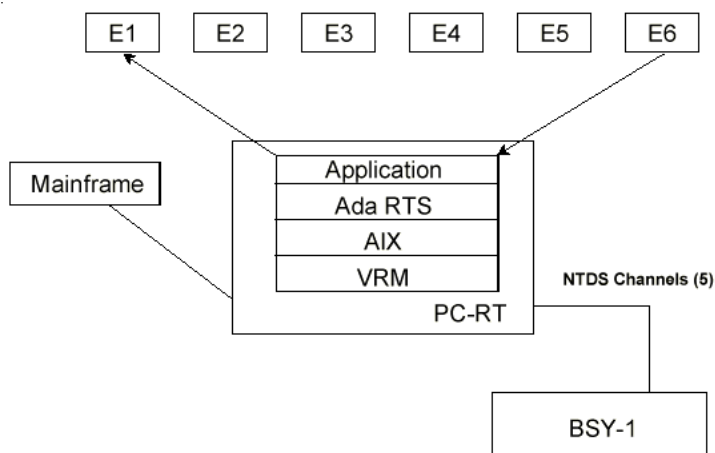 E1 E2 E3 E4 E5 E6
Application
Mainframe
Ada RTS
AIX
VRM
NTDS Channels (5)
PC-RT
BSY-1